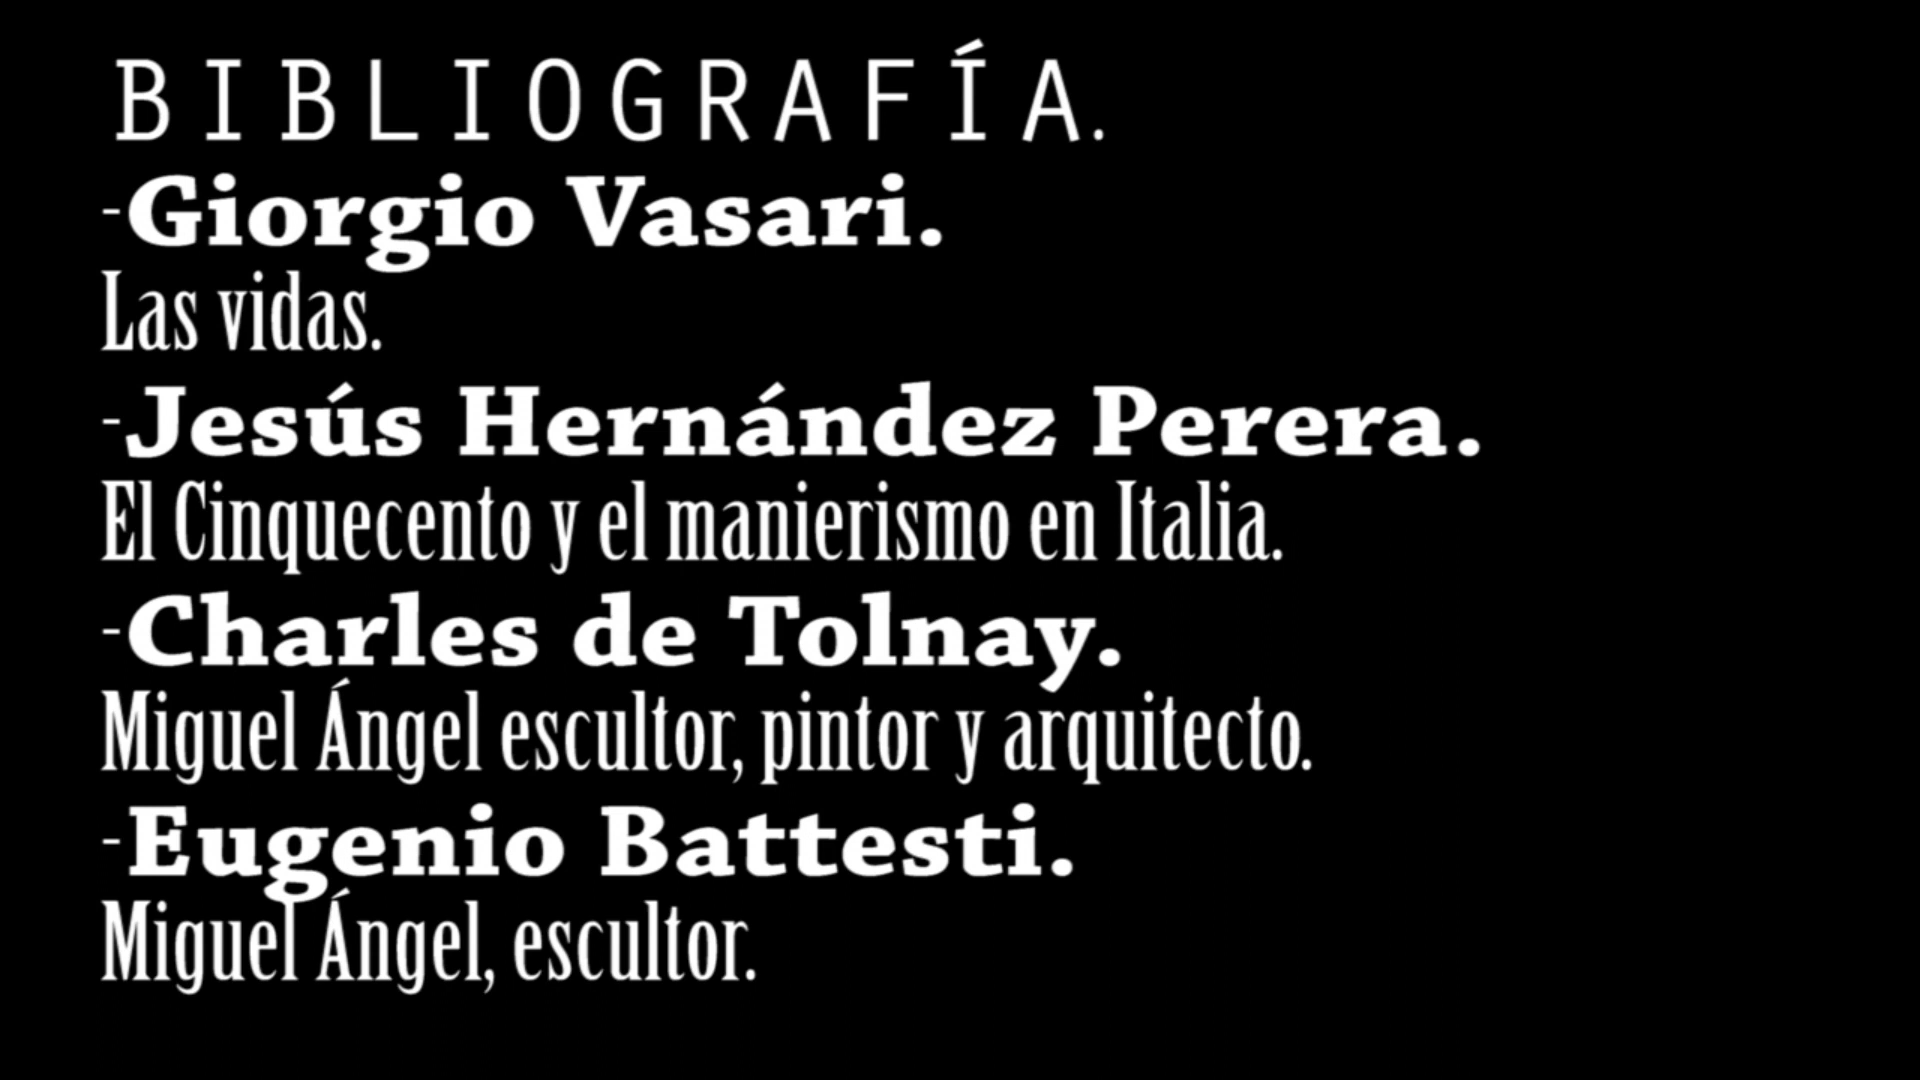 BIBLIOGRAFÍA.
-Giorgio Vasari.
Las vidas.
-Jesús Hernández Perera.
El Cinquecento y el manierismo en Italia.
-Charles de Tolnay.
Miguel Ángel escultor, pintor y arquitecto.
-Eugenio Battesti.
Miguel Ángel, escultor.